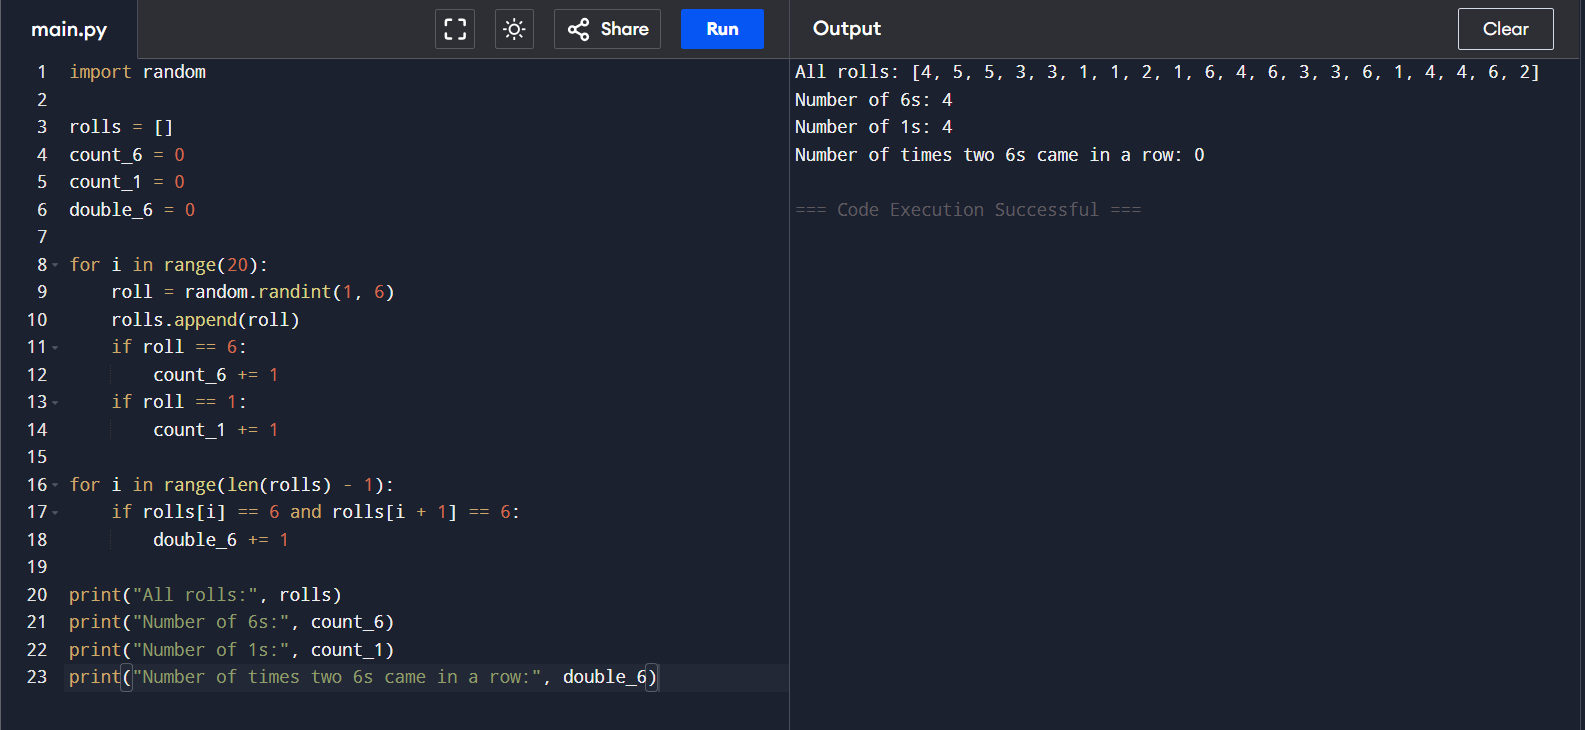 main.py
Share
Run
1 import random
2
3 rolls = []
4 count_6 = 0
5 count_1 = 0
6 double_6 = 0
7
8 for i in range(20):
9     roll = random.randint(1, 6)
10     rolls.append(roll)
11     if roll == 6:
12         count_6 += 1
13     if roll == 1:
14         count_1 += 1
15
16 for i in range(len(rolls) - 1):
17     if rolls[i] == 6 and rolls[i + 1] == 6:
18         double_6 += 1
19
20 print("All rolls:", rolls)
21 print("Number of 6s:", count_6)
22 print("Number of 1s:", count_1)
23 print("Number of times two 6s came in a row:", double_6)
Output
Clear
All rolls: [4, 5, 5, 3, 3, 1, 1, 2, 1, 6, 4, 6, 3, 3, 6, 1, 4, 4, 6, 2]
Number of 6s: 4
Number of 1s: 4
Number of times two 6s came in a row: 0
=== Code Execution Successful ===